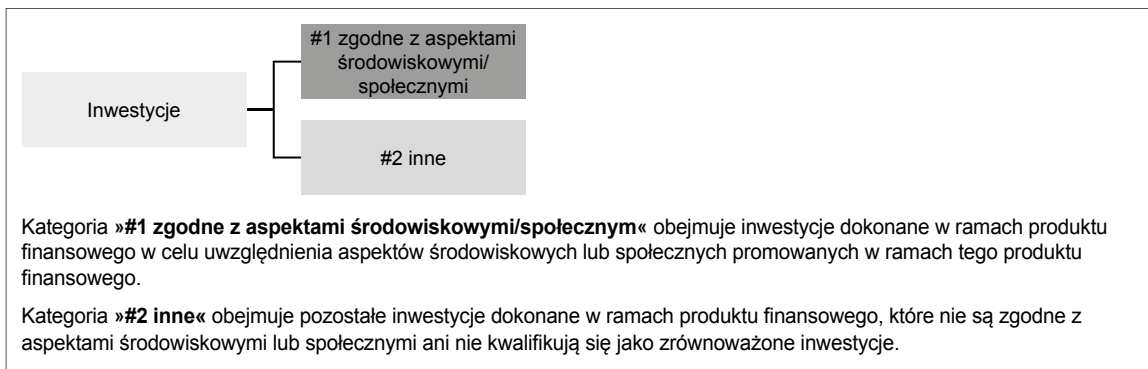 #1 zgodne z aspektami
środowiskowymi/
społecznymi
Inwestycje
#2 inne
Kategoria »#1 zgodne z aspektami środowiskowymi/społecznym« obejmuje inwestycje dokonane w ramach produktu
finansowego w celu uwzględnienia aspektów środowiskowych lub społecznych promowanych w ramach tego produktu
finansowego.
Kategoria »#2 inne« obejmuje pozostałe inwestycje dokonane w ramach produktu finansowego, które nie są zgodne z
aspektami środowiskowymi lub społecznymi ani nie kwalifikują się jako zrównoważone inwestycje.